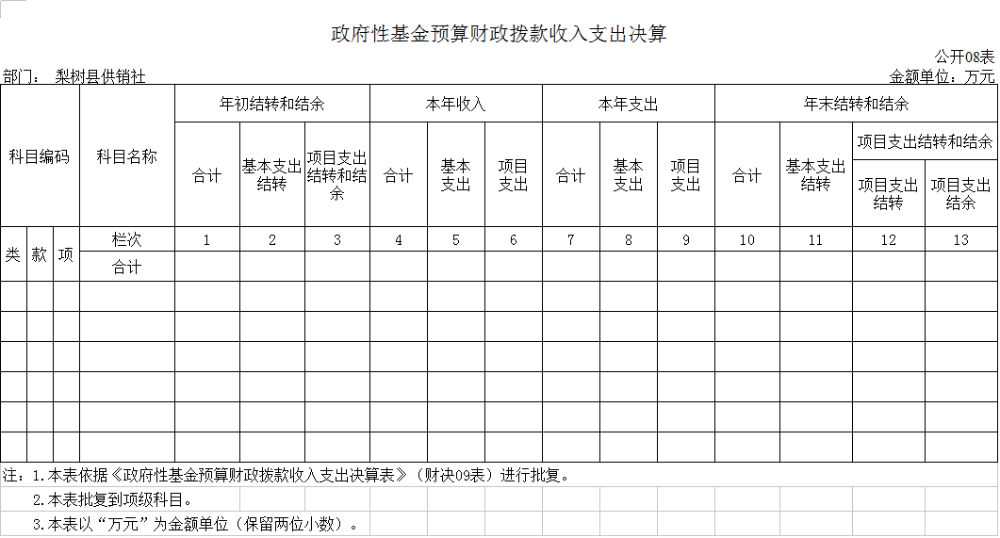 政府性基金预算财政拨款收入支出决算
公开08表
部门： 梨树县供销社
金额单位：万元
科目编码
科目名称
年初结转和结余
本年收入
本年支出
年末结转和结余
合计
基本支出
结转
项目支出
结转和结
余
合计
基本
支出
项目
支出
合计
基本
支出
项目
支出
合计
基本支出
结转
项目支出结转和结余
项目支出
结转
项目支出
结余
类 款 项
栏次 1 2 3 4 5 6 7 8 9 10 11 12 13
合计
注：1.本表依据《政府性基金预算财政拨款收入支出决算表》（财决09表）进行批复。
2.本表批复到项级科目。
3.本表以“万元”为金额单位（保留两位小数）。